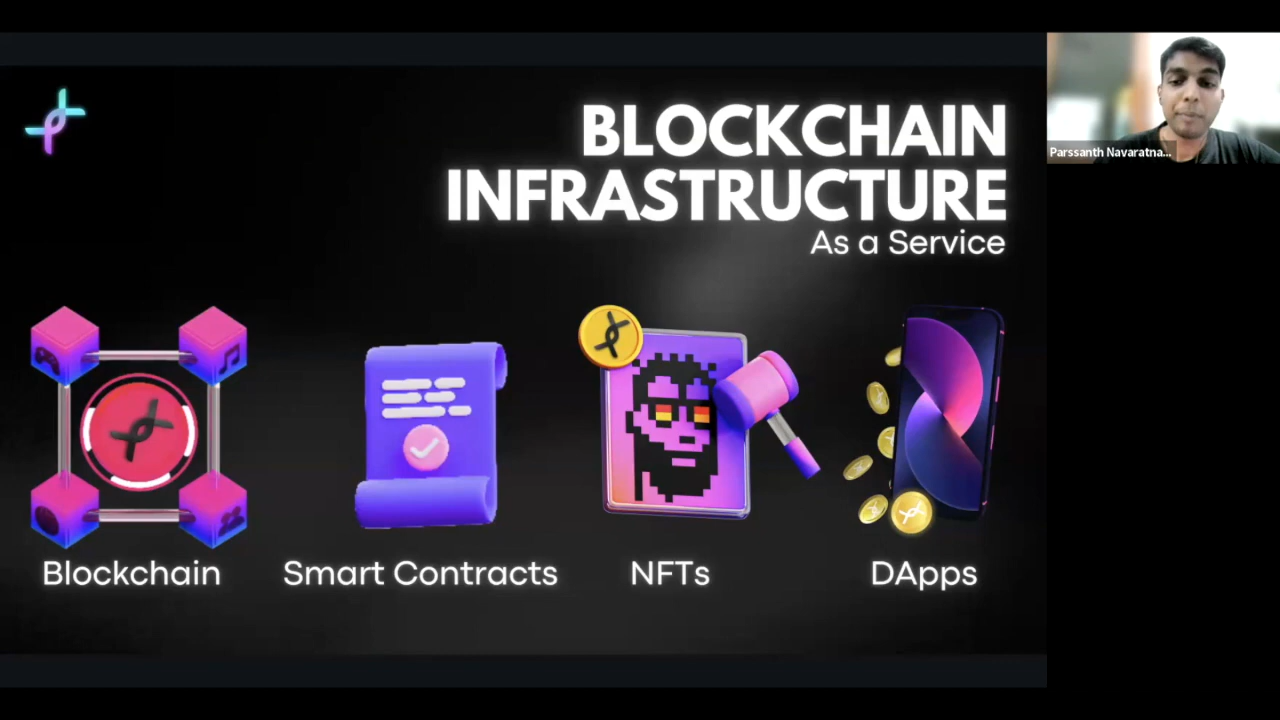 BLOCKCHAIN
INFRASTRUCTURE
As a Service
Parssanth Navaratna...
Blockchain
Smart Contracts
NFTs
DApps